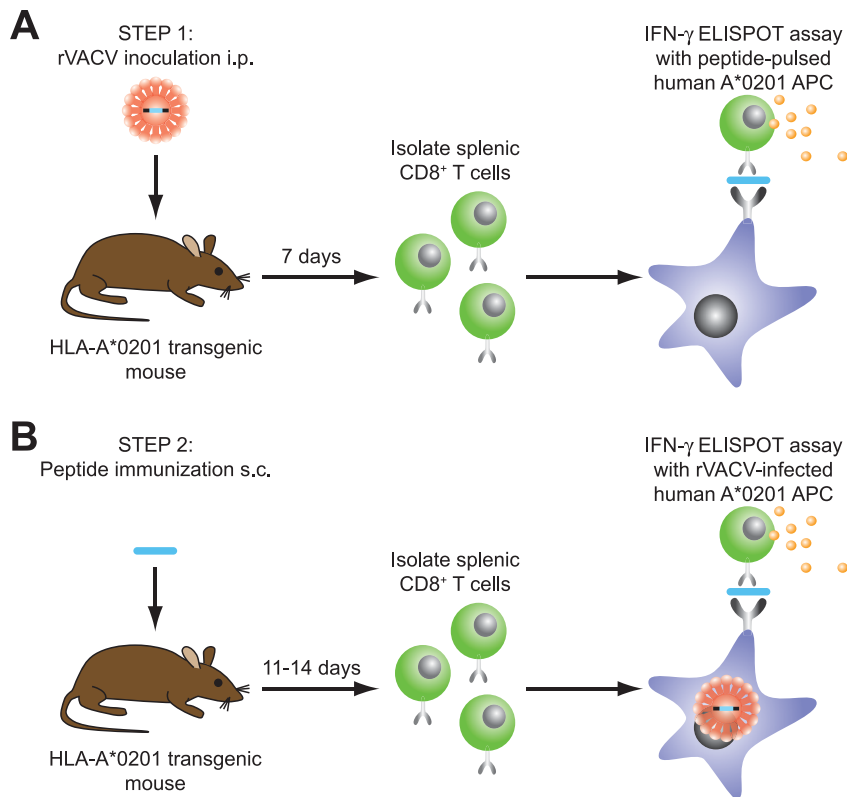 A
STEP 1:
rVACV inoculation i.p.
HLA-A*0201 transgenic
mouse
7 days
Isolate splenic
CD8⁺ T cells
IFN-γ ELISPOT assay
with peptide-pulsed
human A*0201 APC
B
STEP 2:
Peptide immunization s.c.
HLA-A*0201 transgenic
mouse
11-14 days
Isolate splenic
CD8⁺ T cells
IFN-γ ELISPOT assay
with rVACV-infected
human A*0201 APC